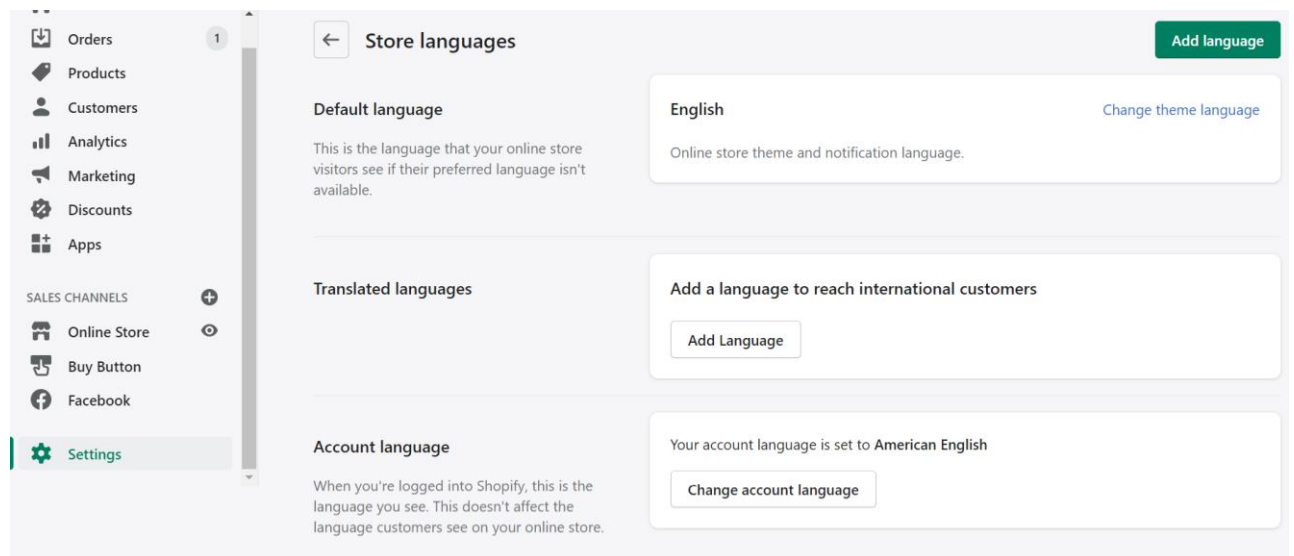 Orders 1
Products
Customers
Analytics
Marketing
Discounts
Apps
SALES CHANNELS
Online Store
Buy Button
Facebook
Settings
Store languages
Add language
Default language
This is the language that your online store
visitors see if their preferred language isn't
available.
English
Change theme language
Online store theme and notification language.
Translated languages
Add a language to reach international customers
Add Language
Account language
When you're logged into Shopify, this is the
language you see. This doesn't affect the
language customers see on your online store.
Your account language is set to American English
Change account language